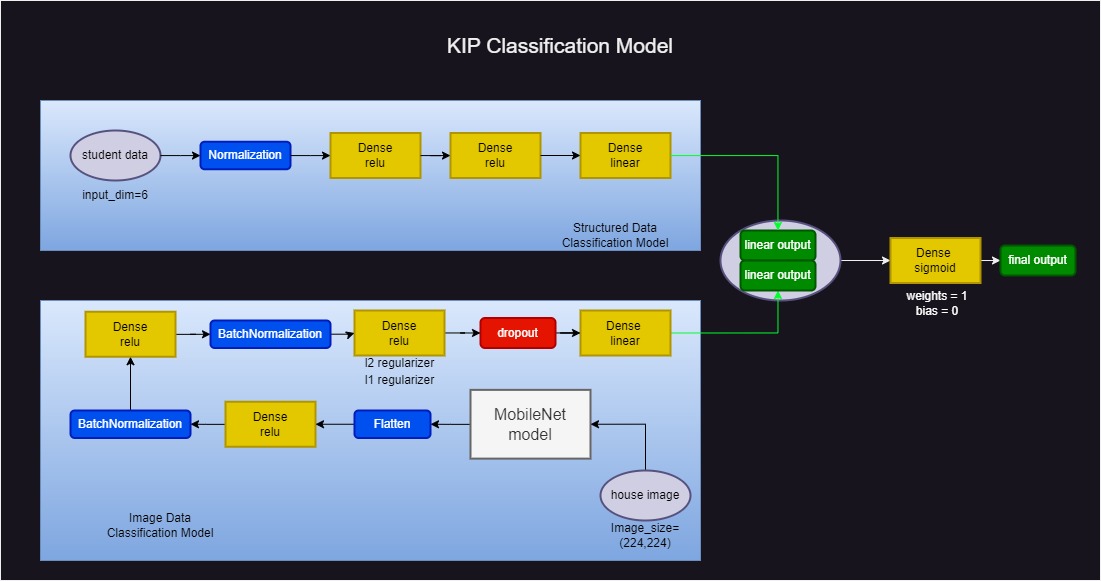 KIP Classification Model
student data
Normalization
Dense
relu
Dense
relu
Dense
linear
input_dim=6
Structured Data
Classification Model
linear output
linear output
Dense
sigmoid
final output
weights = 1
bias = 0
Dense
relu
BatchNormalization
Dense
relu
dropout
Dense
linear
l2 regularizer
l1 regularizer
BatchNormalization
Dense
relu
Flatten
MobileNet
model
house image
Image_size=
(224,224)
Image Data
Classification Model